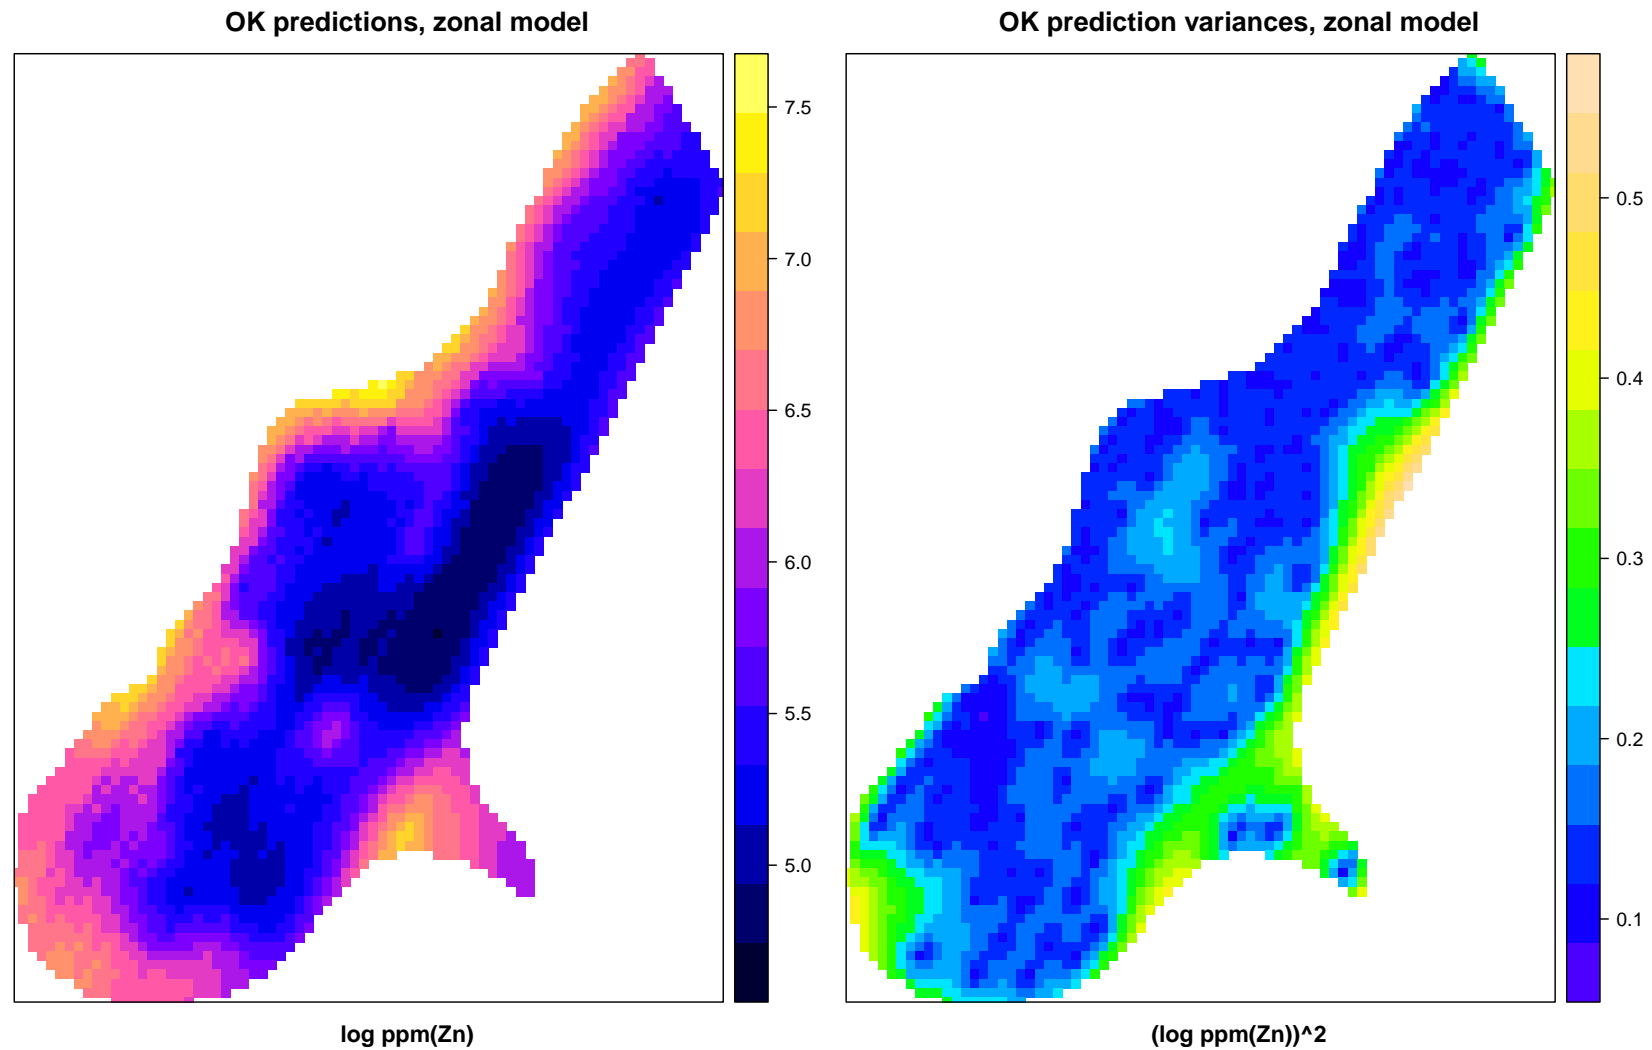 OK predictions, zonal model
7.5
7.0
6.5
6.0
5.5
5.0
log ppm(Zn)
OK prediction variances, zonal model
0.5
0.4
0.3
0.2
0.1
(log ppm(Zn))^2